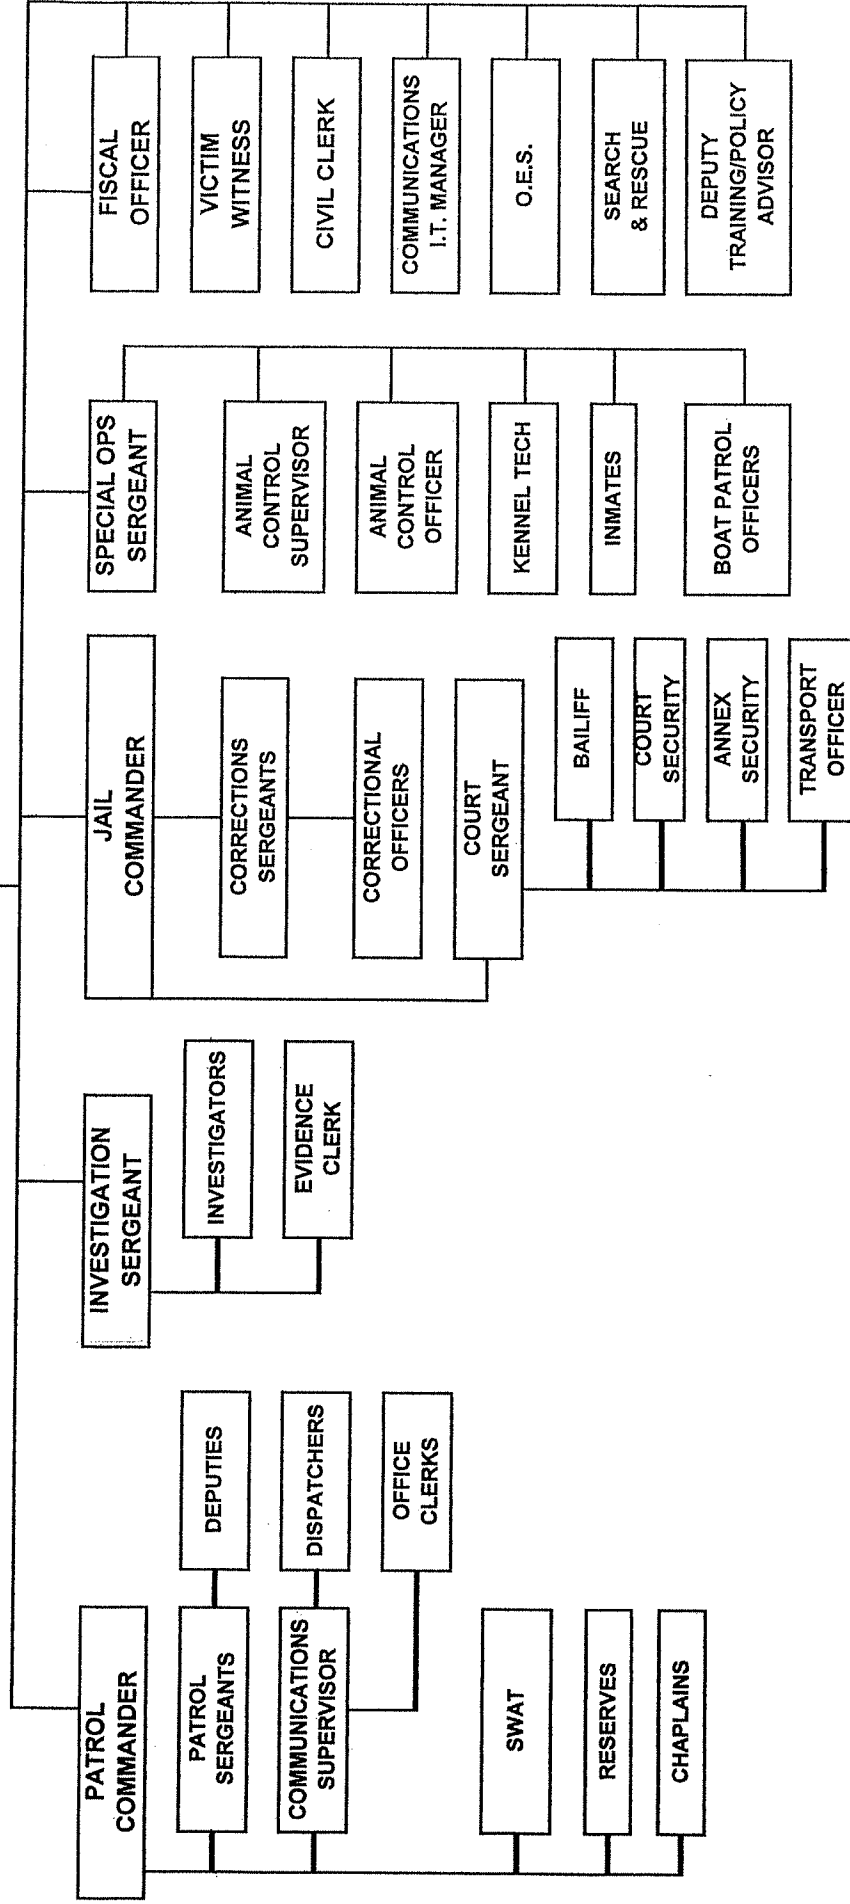 PATROL
COMMANDER
PATROL
SERGEANTS
DEPUTIES
COMMUNICATIONS
SUPERVISOR
DISPATCHERS
OFFICE
CLERKS
SWAT
RESERVES
CHAPLAINS
INVESTIGATION
SERGEANT
INVESTIGATORS
EVIDENCE
CLERK
JAIL
COMMANDER
CORRECTIONS
SERGEANTS
CORRECTIONAL
OFFICERS
COURT
SERGEANT
BAILIFF
COURT
SECURITY
ANNEX
SECURITY
TRANSPORT
OFFICER
SPECIAL OPS
SERGEANT
ANIMAL
CONTROL
SUPERVISOR
ANIMAL
CONTROL
OFFICER
KENNEL TECH
INMATES
BOAT PATROL
OFFICERS
FISCAL
OFFICER
VICTIM
WITNESS
CIVIL CLERK
COMMUNICATIONS
I.T. MANAGER
O.E.S.
SEARCH
& RESCUE
DEPUTY
TRAINING/POLICY
ADVISOR